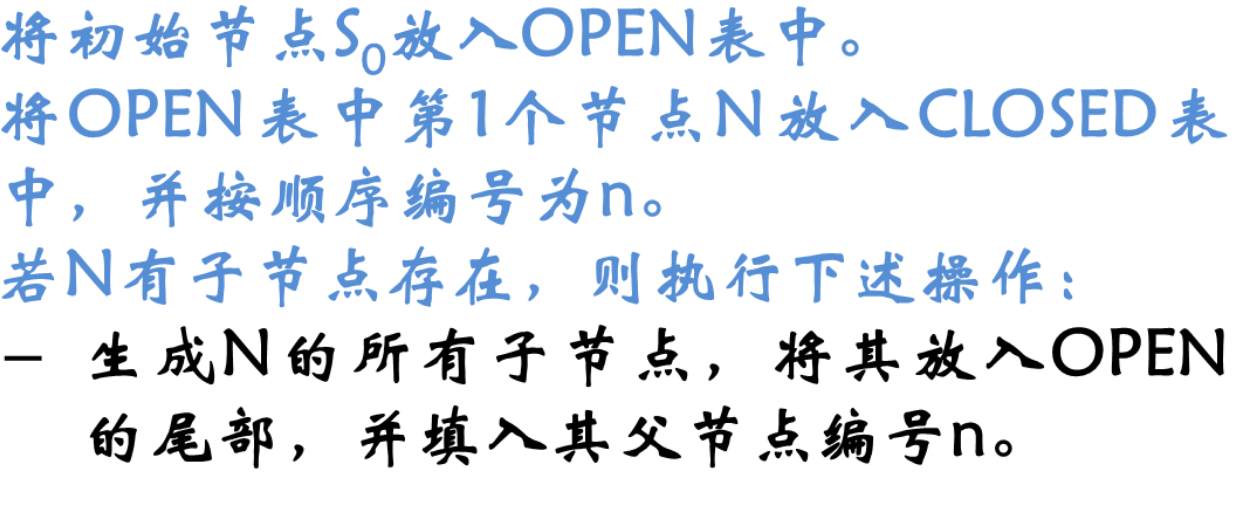 将初始节点S₀放入OPEN表中。
将OPEN表中第1个节点N放入CLOSED表
中，并按顺序编号为n。
若N有子节点存在，则执行下述操作：
– 生成N的所有子节点，将其放入OPEN
的尾部，并填入其父节点编号n。